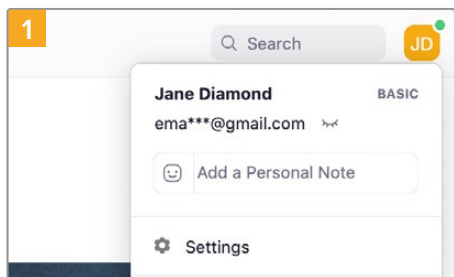 1
Search
JD
Jane Diamond BASIC
ema***@gmail.com
Add a Personal Note
Settings